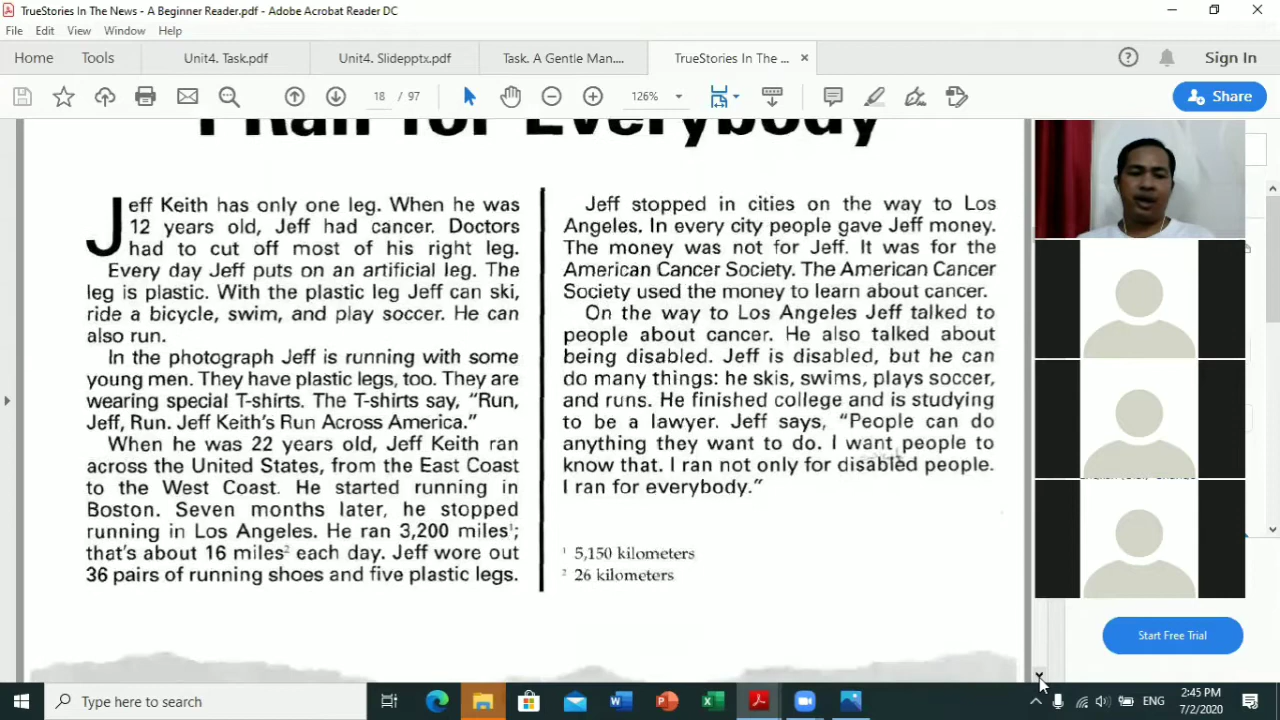 TrueStories In The News - A Beginner Reader.pdf - Adobe Acrobat Reader DC
File Edit View Window Help
Home Tools Unit4. Task.pdf Unit4. Slidepptx.pdf Task. A Gentle Man.... TrueStories In The ... × Sign In
18 / 97 126% Share
I Ran for Everybody
Jeff Keith has only one leg. When he was
12 years old, Jeff had cancer. Doctors
had to cut off most of his right leg.
Every day Jeff puts on an artificial leg. The
leg is plastic. With the plastic leg Jeff can ski,
ride a bicycle, swim, and play soccer. He can
also run.
In the photograph Jeff is running with some
young men. They have plastic legs, too. They are
wearing special T-shirts. The T-shirts say, “Run,
Jeff, Run. Jeff Keith's Run Across America.”
When he was 22 years old, Jeff Keith ran
across the United States, from the East Coast
to the West Coast. He started running in
Boston. Seven months later, he stopped
running in Los Angeles. He ran 3,200 miles¹;
that's about 16 miles² each day. Jeff wore out
36 pairs of running shoes and five plastic legs.
Jeff stopped in cities on the way to Los
Angeles. In every city people gave Jeff money.
The money was not for Jeff. It was for the
American Cancer Society. The American Cancer
Society used the money to learn about cancer.
On the way to Los Angeles Jeff talked to
people about cancer. He also talked about
being disabled. Jeff is disabled, but he can
do many things: he skis, swims, plays soccer,
and runs. He finished college and is studying
to be a lawyer. Jeff says, “People can do
anything they want to do. I want people to
know that. I ran not only for disabled people.
I ran for everybody.”
¹ 5,150 kilometers
² 26 kilometers
Start Free Trial
Type here to search
ENG
2:45 PM
7/2/2020